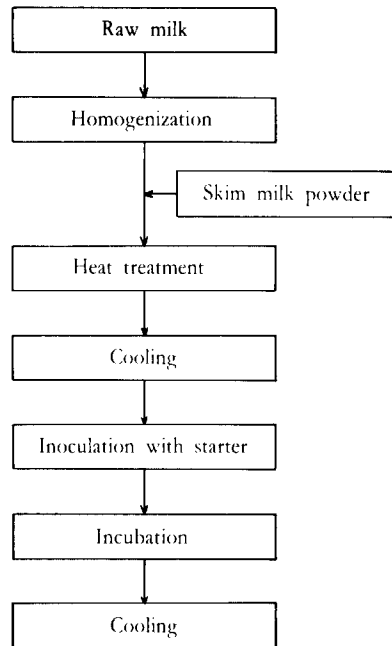 Raw milk
Homogenization
Skim milk powder
Heat treatment
Cooling
Inoculation with starter
Incubation
Cooling